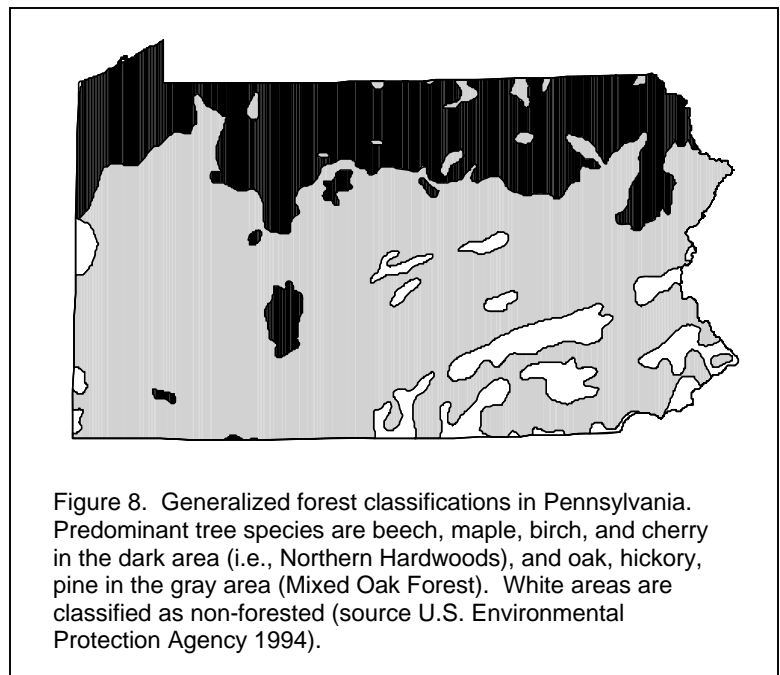 Figure 8.  Generalized forest classifications in Pennsylvania.
Predominant tree species are beech, maple, birch, and cherry
in the dark area (i.e., Northern Hardwoods), and oak, hickory,
pine in the gray area (Mixed Oak Forest).  White areas are
classified as non-forested (source U.S. Environmental
Protection Agency 1994).